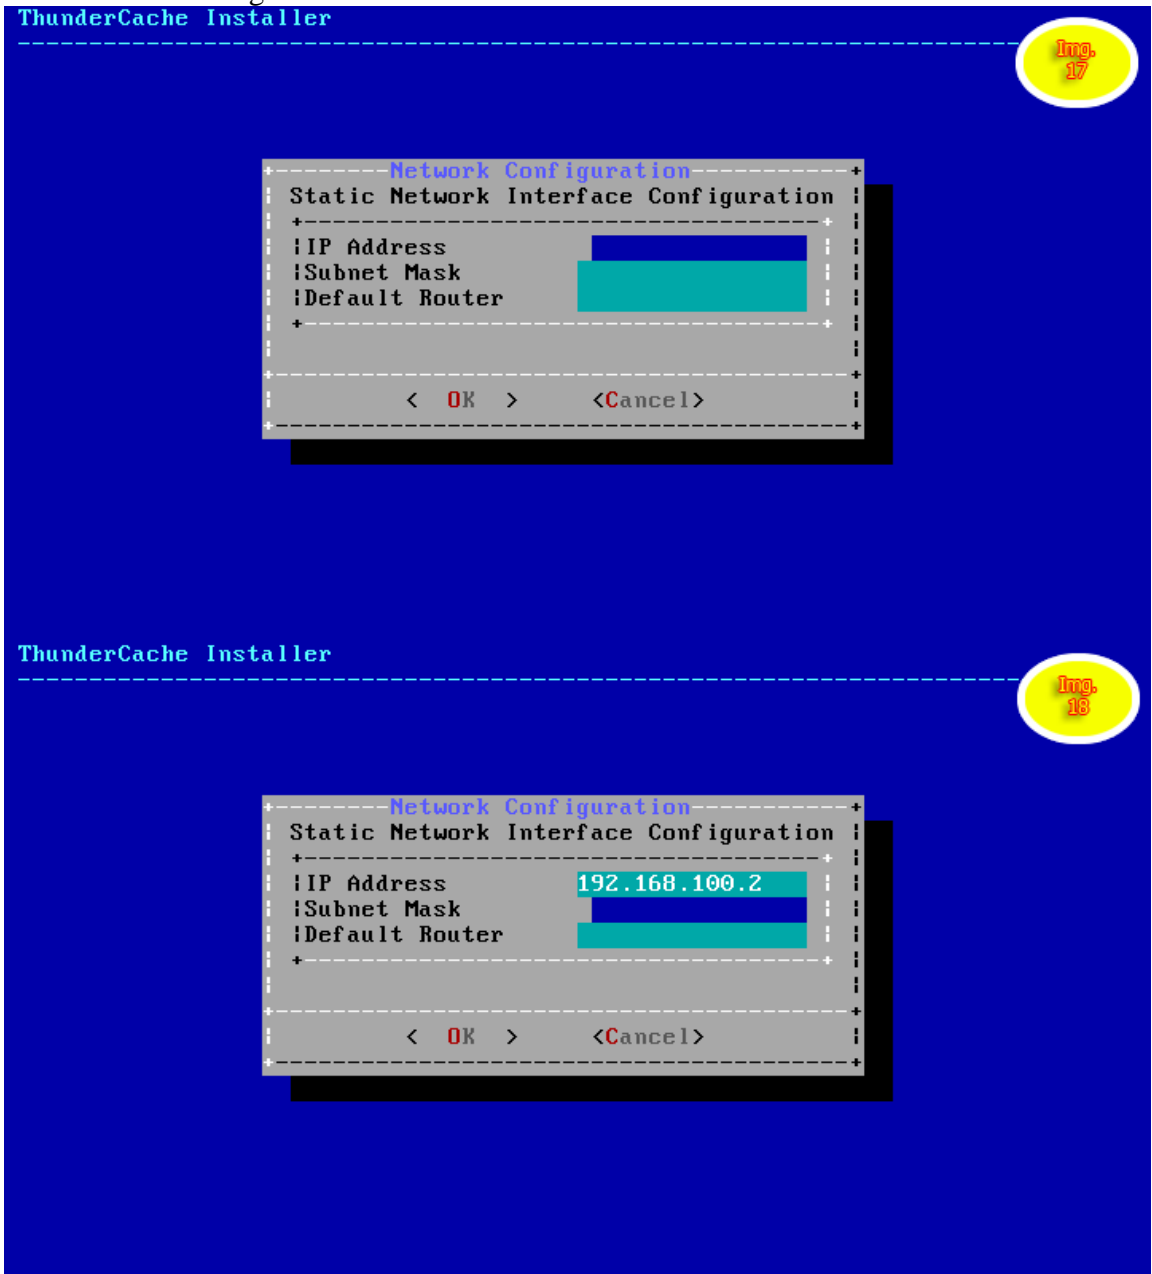 ThunderCache Installer
Img.
17
Network Configuration
Static Network Interface Configuration
IP Address
Subnet Mask
Default Router
< OK > <Cancel>
ThunderCache Installer
Img.
18
Network Configuration
Static Network Interface Configuration
IP Address 192.168.100.2
Subnet Mask
Default Router
< OK > <Cancel>